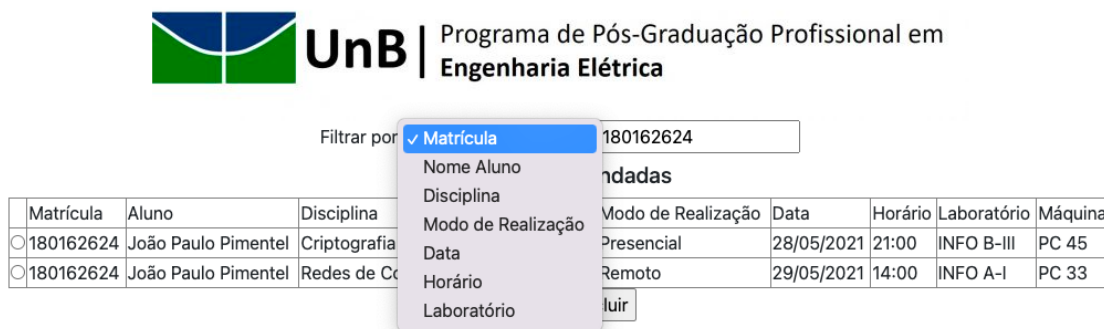 UnB
Programa de Pós-Graduação Profissional em
Engenharia Elétrica
Filtrar por
180162624
✓ Matrícula
Nome Aluno
Disciplina
Modo de Realização
Data
Horário
Laboratório
ndadas
Matrícula Aluno Disciplina Modo de Realização Data Horário Laboratório Máquina
180162624 João Paulo Pimentel Criptografia Presencial 28/05/2021 21:00 INFO B-III PC 45
180162624 João Paulo Pimentel Redes de Co Remoto 29/05/2021 14:00 INFO A-I PC 33
luir